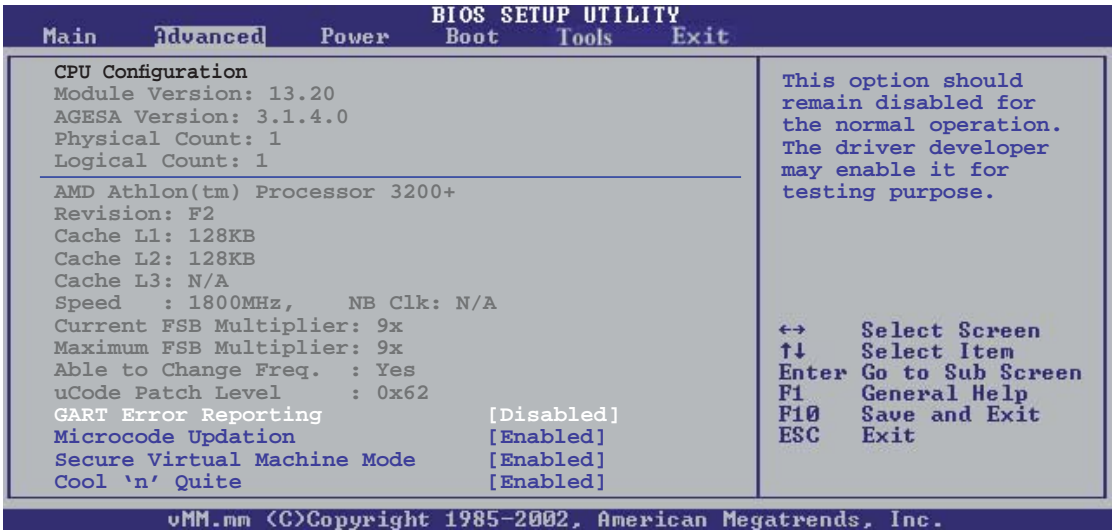 BIOS SETUP UTILITY
Main Advanced Power Boot Tools Exit
CPU Configuration
Module Version: 13.20
AGESA Version: 3.1.4.0
Physical Count: 1
Logical Count: 1
AMD Athlon(tm) Processor 3200+
Revision: F2
Cache L1: 128KB
Cache L2: 128KB
Cache L3: N/A
Speed : 1800MHz, NB Clk: N/A
Current FSB Multiplier: 9x
Maximum FSB Multiplier: 9x
Able to Change Freq. : Yes
uCode Patch Level : 0x62
GART Error Reporting [Disabled]
Microcode Updation [Enabled]
Secure Virtual Machine Mode [Enabled]
Cool ‘n’ Quite [Enabled]
This option should
remain disabled for
the normal operation.
The driver developer
may enable it for
testing purpose.
←→ Select Screen
↑↓ Select Item
Enter Go to Sub Screen
F1 General Help
F10 Save and Exit
ESC Exit
vMM.mm (C)Copyright 1985-2002, American Megatrends, Inc.